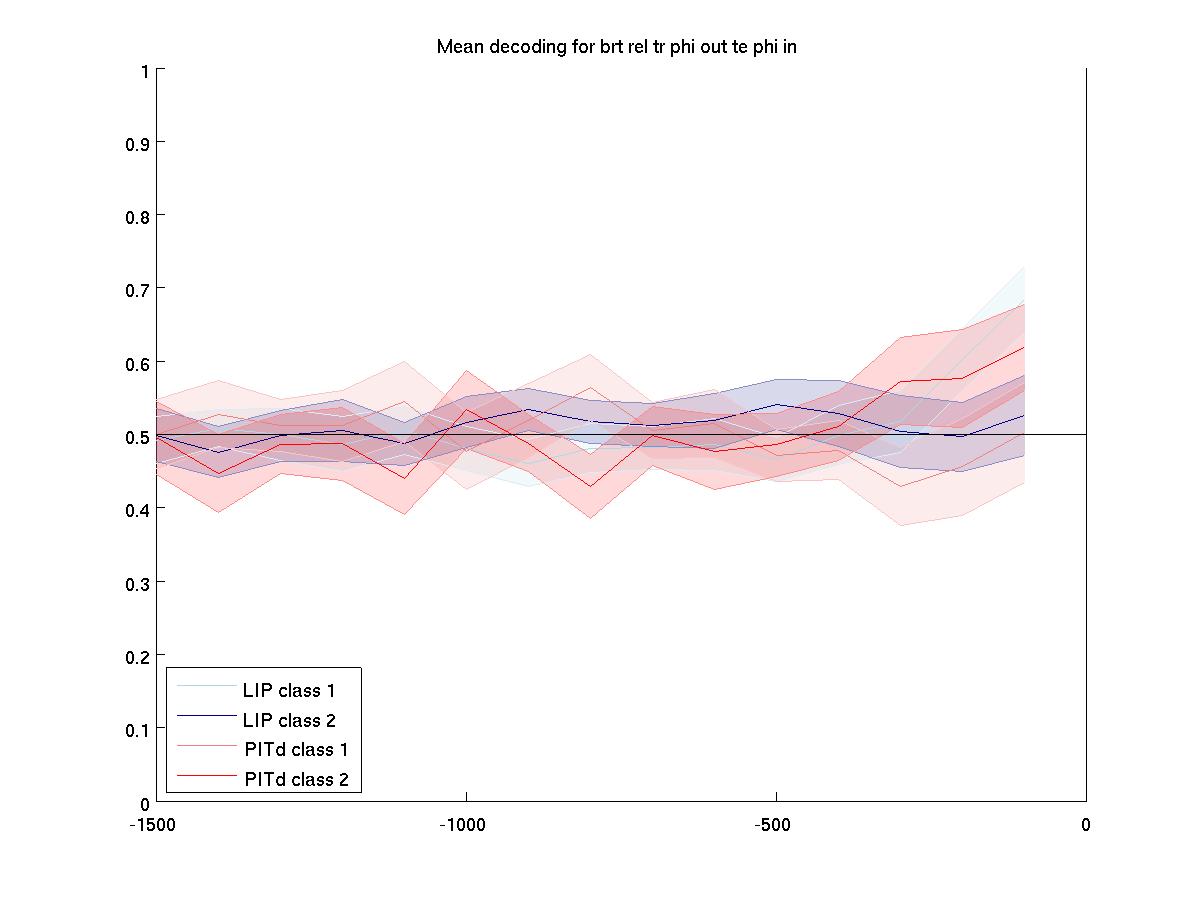 Mean decoding for brt rel tr phi out te phi in
1
0.9
0.8
0.7
0.6
0.5
0.4
0.3
0.2
0.1
0
LIP class 1
LIP class 2
PITd class 1
PITd class 2
-1500 -1000 -500 0